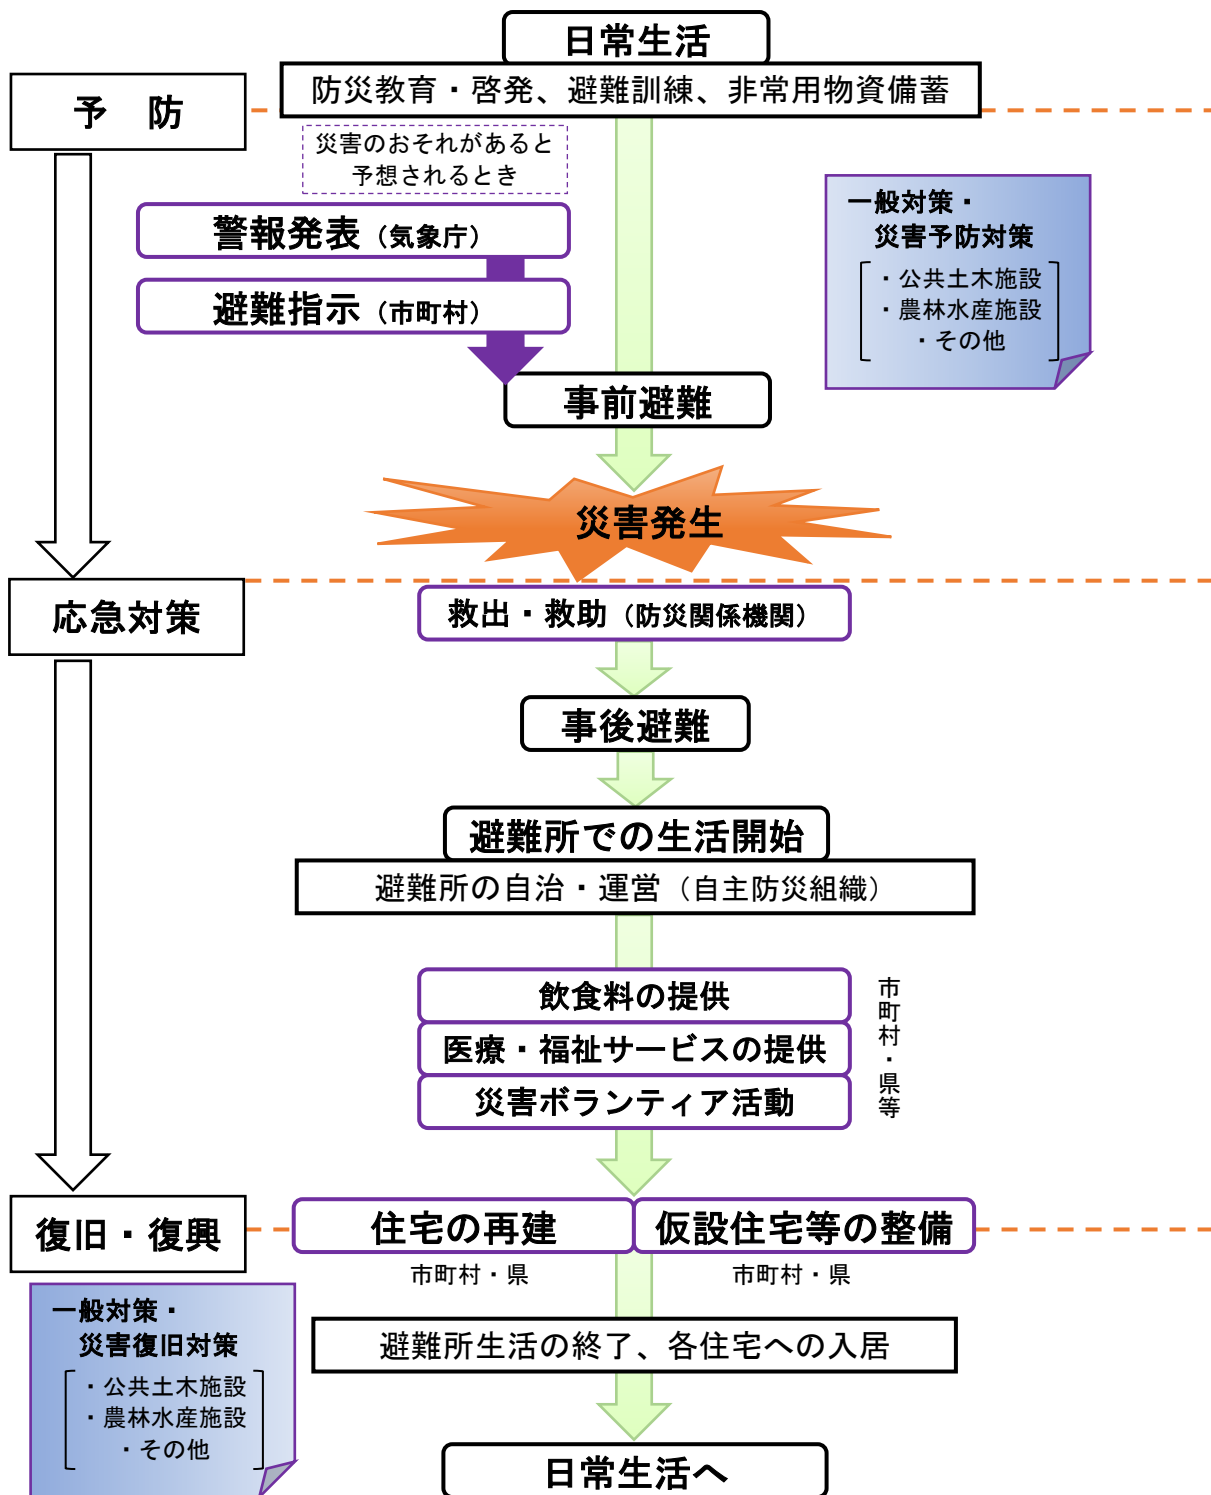 日常生活
防災教育・啓発、避難訓練、非常用物資備蓄
予　防
災害のおそれがあると
予想されるとき
警報発表（気象庁）
避難指示（市町村）
一般対策・
災害予防対策
・公共土木施設
・農林水産施設
・その他
事前避難
災害発生
応急対策
救出・救助（防災関係機関）
事後避難
避難所での生活開始
避難所の自治・運営（自主防災組織）
飲食料の提供
医療・福祉サービスの提供
災害ボランティア活動
市町村・県等
復旧・復興
住宅の再建
仮設住宅等の整備
市町村・県
市町村・県
一般対策・
災害復旧対策
・公共土木施設
・農林水産施設
・その他
避難所生活の終了、各住宅への入居
日常生活へ